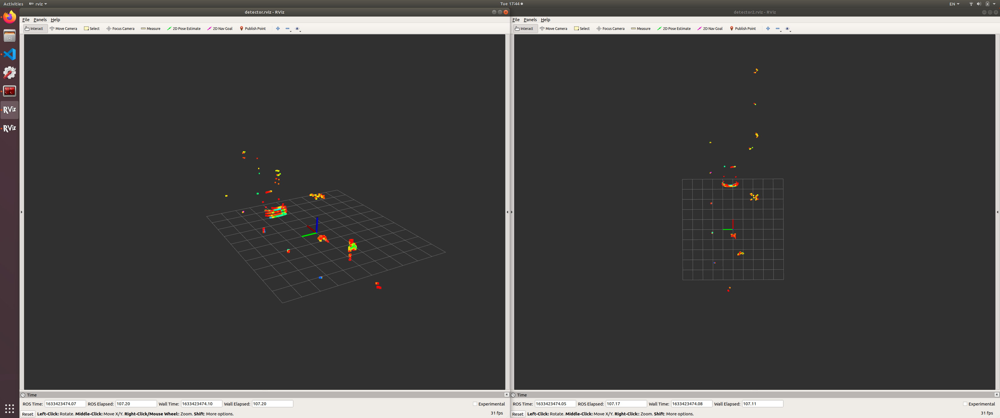 Activities RViz rviz Tue 17:44 EN
detector.rviz - RViz
File Panels Help
Interact Move Camera Select Focus Camera Measure 2D Pose Estimate 2D Nav Goal Publish Point
RViz
RViz
Time
ROS Time: 1633423474.07 ROS Elapsed: 107.20 Wall Time: 1633423474.10 Wall Elapsed: 107.20 Experimental
Reset Left-Click: Rotate. Middle-Click: Move X/Y. Right-Click/Mouse Wheel:: Zoom. Shift: More options. 31 fps
detector2.rviz - RViz
File Panels Help
Interact Move Camera Select Focus Camera Measure 2D Pose Estimate 2D Nav Goal Publish Point
Time
ROS Time: 1633423474.05 ROS Elapsed: 107.17 Wall Time: 1633423474.08 Wall Elapsed: 107.11 Experimental
Reset Left-Click: Rotate. Middle-Click: Move X/Y. Right-Click:: Zoom. Shift: More options. 31 fps